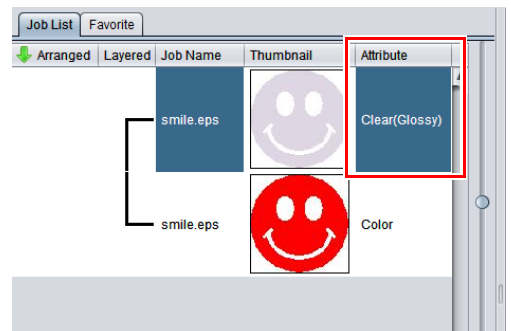 Job List Favorite
Arranged Layered Job Name Thumbnail Attribute
smile.eps Clear(Glossy)
smile.eps Color